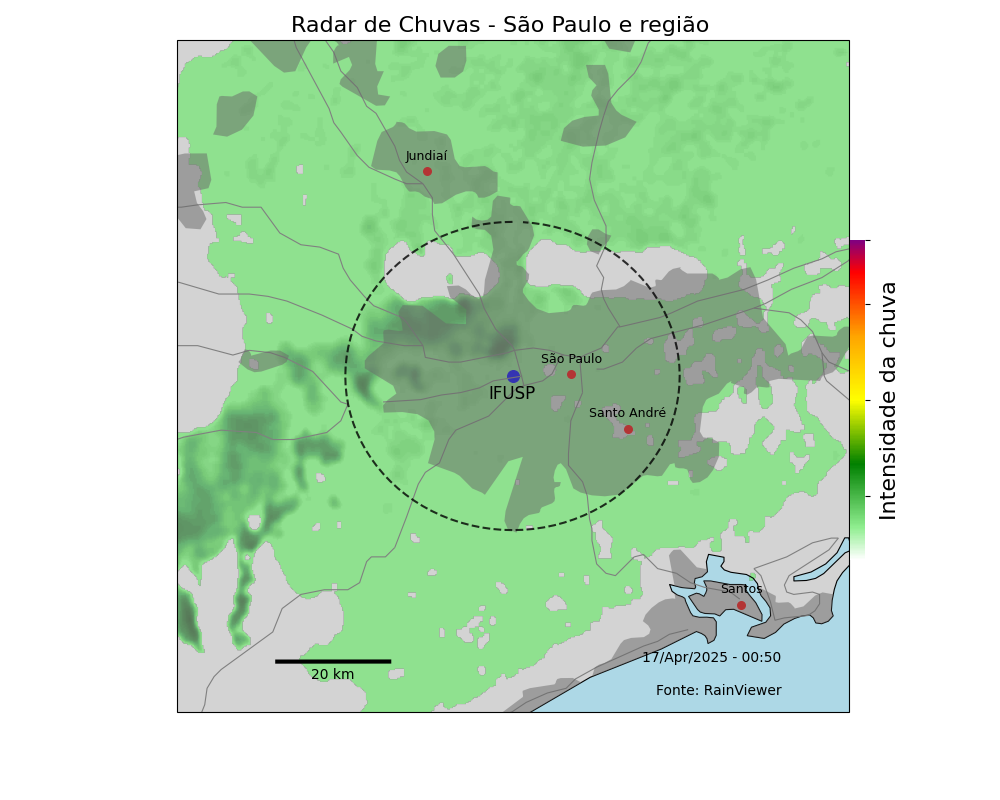 Radar de Chuvas - São Paulo e região
Jundiaí
São Paulo
IFUSP
Santo André
Intensidade da chuva
Santos
17/Apr/2025 - 00:50
20 km
Fonte: RainViewer